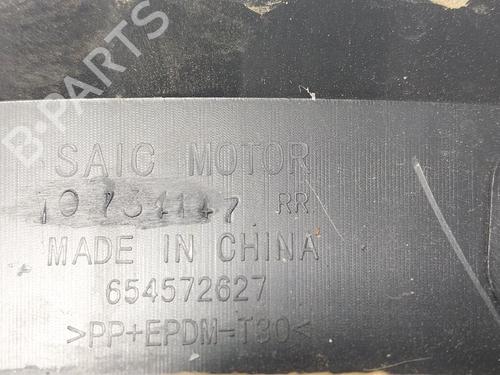 B-PARTS
SAIC MOTOR
10734147 RR
MADE IN CHINA
654572627
>PP+EPDM-T30<